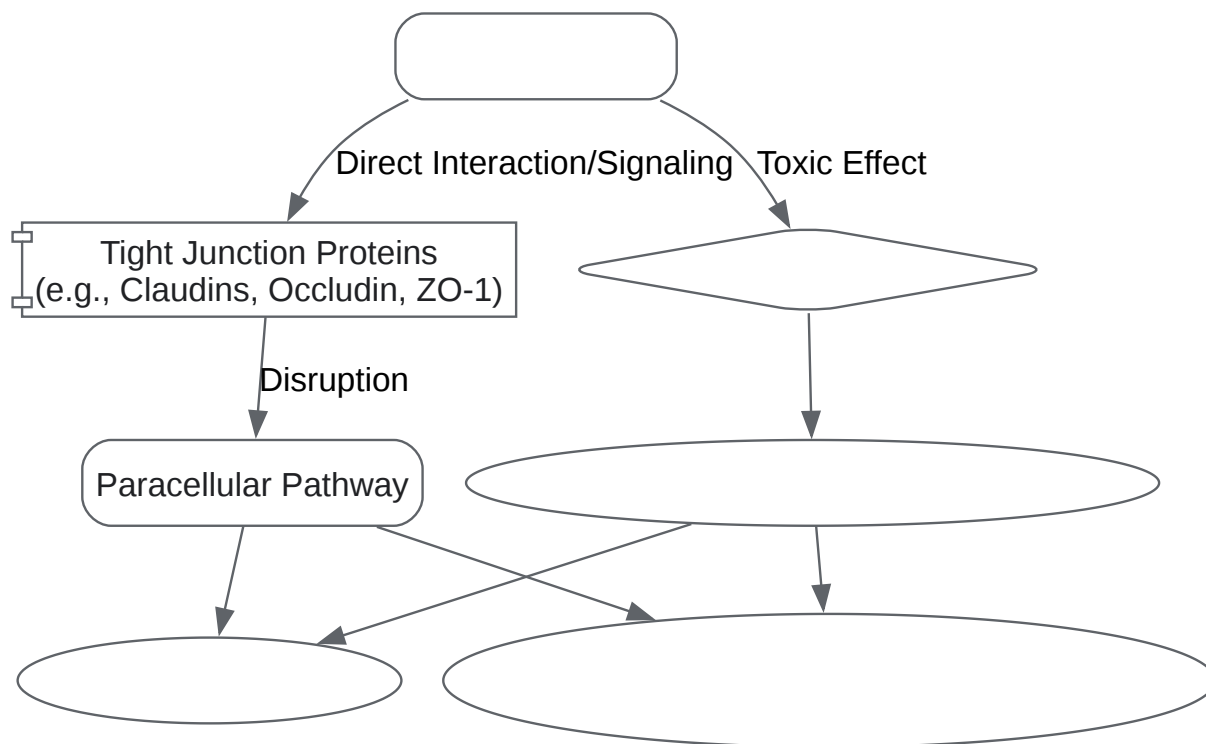 Direct Interaction/Signaling
Toxic Effect
Tight Junction Proteins
(e.g., Claudins, Occludin, ZO-1)
Disruption
Paracellular Pathway